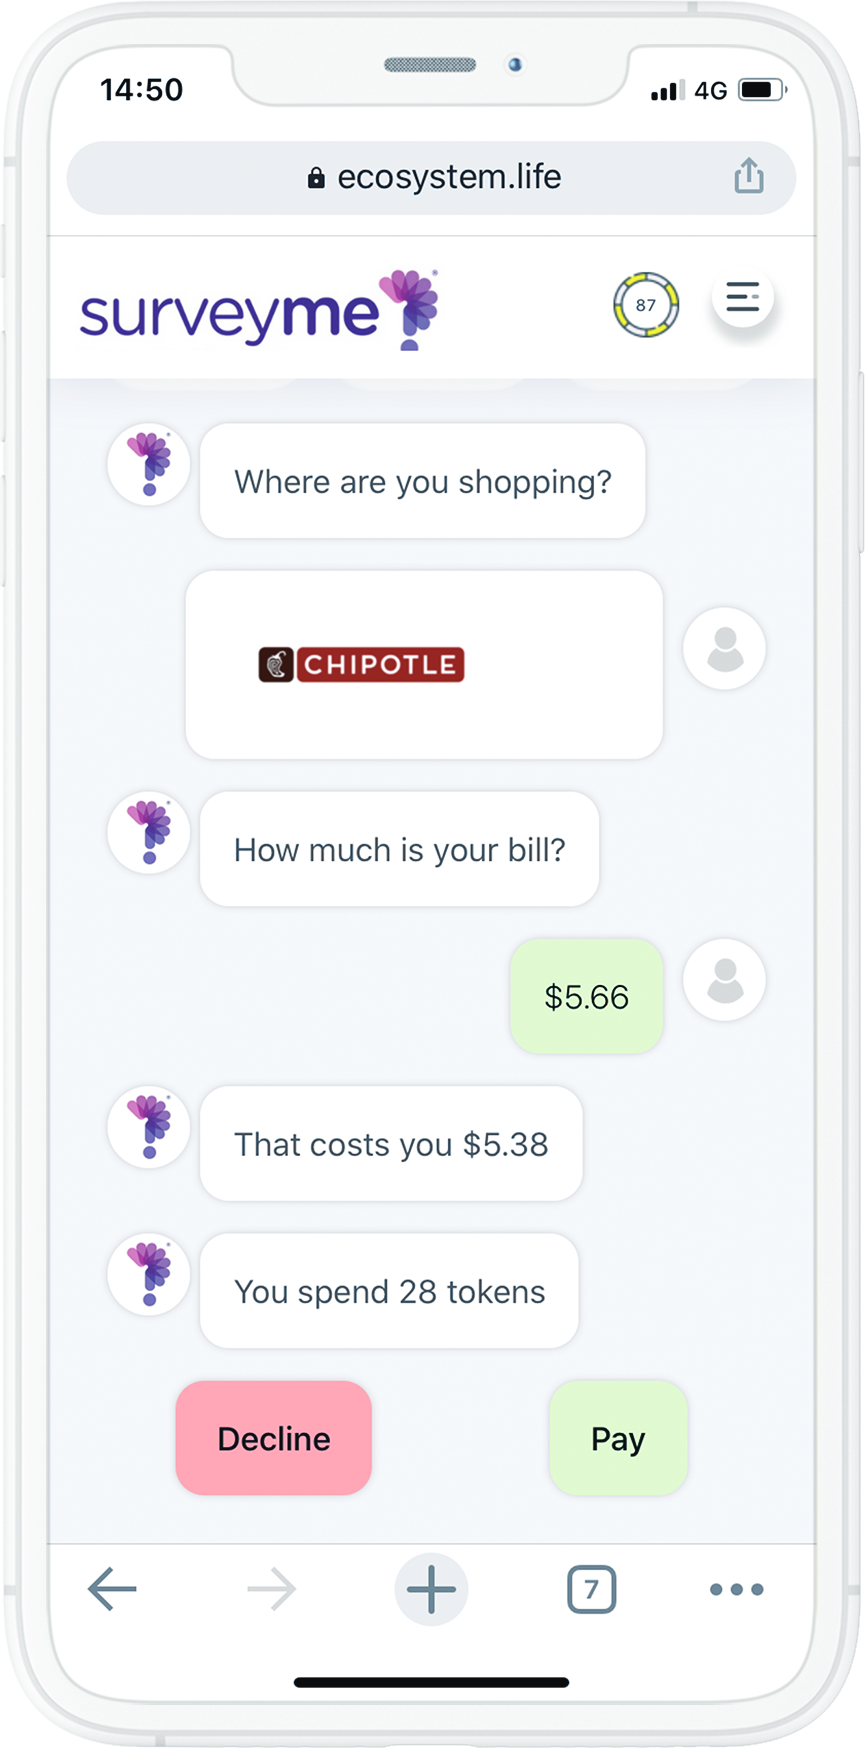 14:50
4G
ecosystem.life
surveyme
87
Where are you shopping?
CHIPOTLE
How much is your bill?
$5.66
That costs you $5.38
You spend 28 tokens
Decline
Pay
7